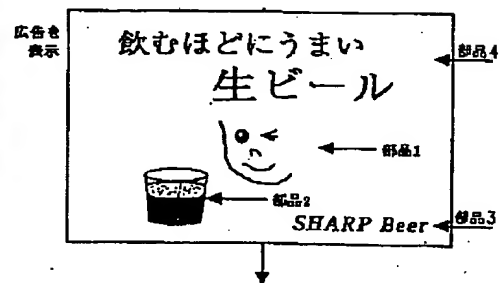 広告を
表示
飲むほどにうまい
生ビール
部品4
部品1
部品2
部品3
SHARP Beer